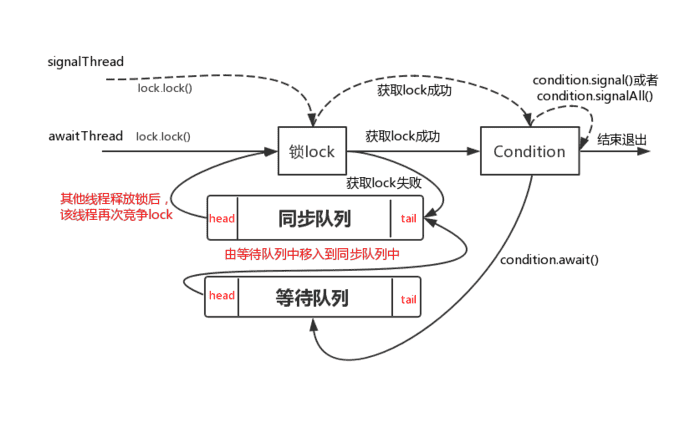 signalThread
lock.lock()
获取lock成功
condition.signal()或者
condition.signalAll()
awaitThread
lock.lock()
获取lock成功
结束退出
锁lock
Condition
获取lock失败
其他线程释放锁后，
该线程再次竞争lock
head
同步队列
tail
由等待队列中移入到同步队列中
condition.await()
head
等待队列
tail